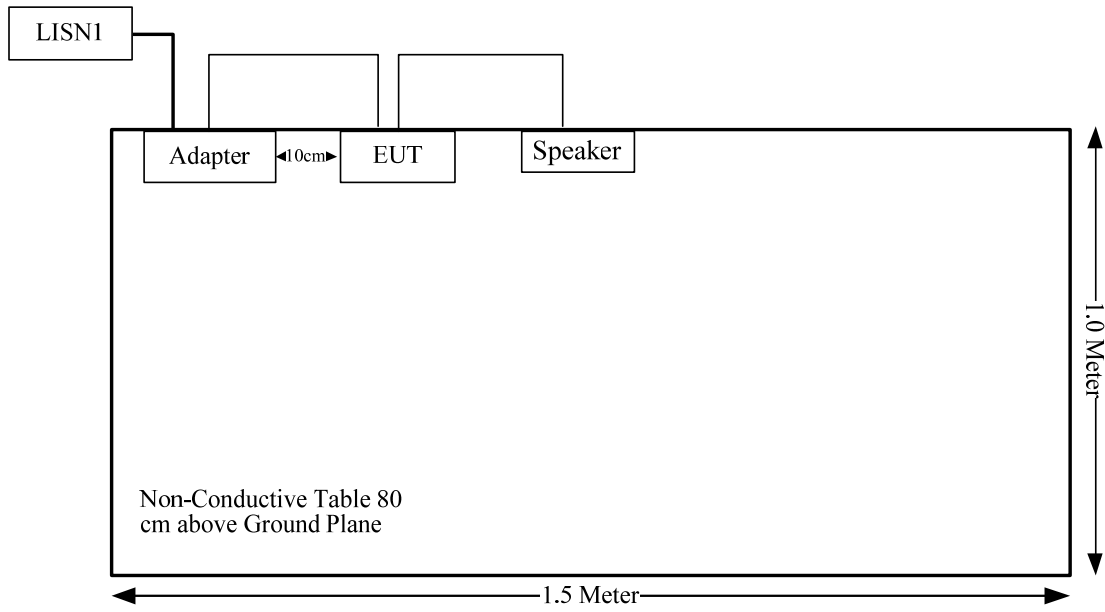 LISN1
Adapter
10cm
EUT
Speaker
1.0 Meter
Non-Conductive Table 80
cm above Ground Plane
1.5 Meter